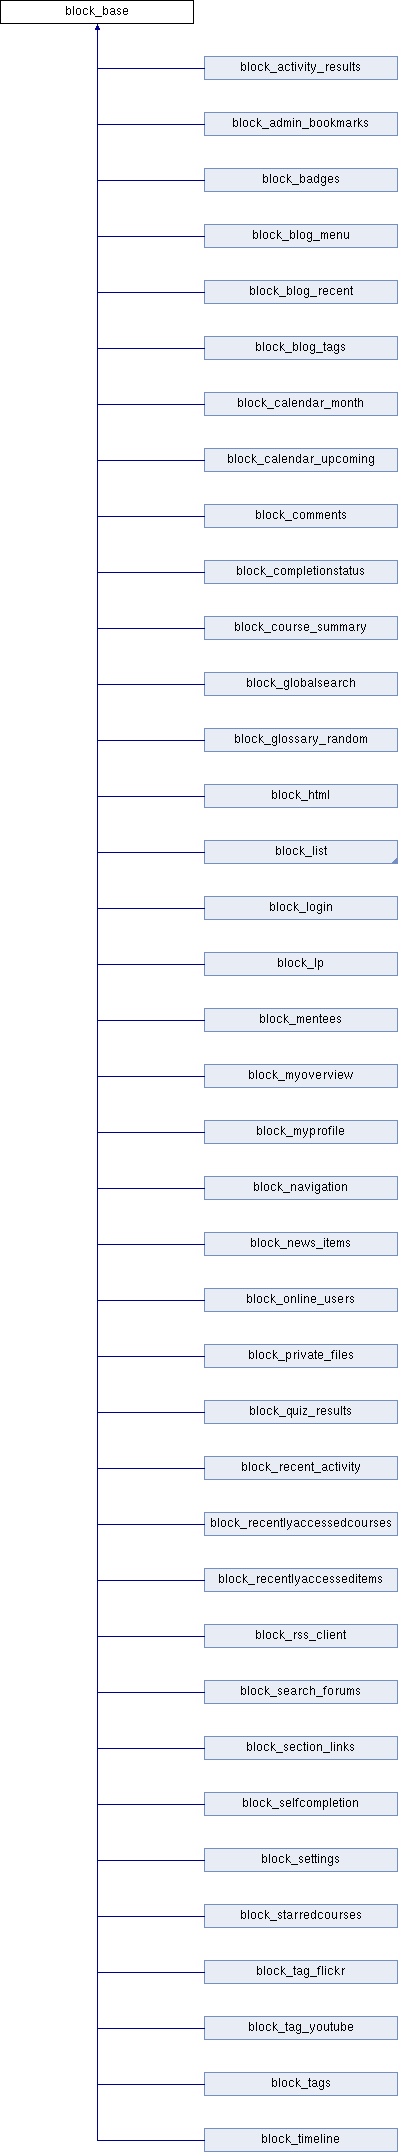 block_base
block_activity_results
block_admin_bookmarks
block_badges
block_blog_menu
block_blog_recent
block_blog_tags
block_calendar_month
block_calendar_upcoming
block_comments
block_completionstatus
block_course_summary
block_globalsearch
block_glossary_random
block_html
block_list
block_login
block_lp
block_mentees
block_myoverview
block_myprofile
block_navigation
block_news_items
block_online_users
block_private_files
block_quiz_results
block_recent_activity
block_recentlyaccessedcourses
block_recentlyaccesseditems
block_rss_client
block_search_forums
block_section_links
block_selfcompletion
block_settings
block_starredcourses
block_tag_flickr
block_tag_youtube
block_tags
block_timeline